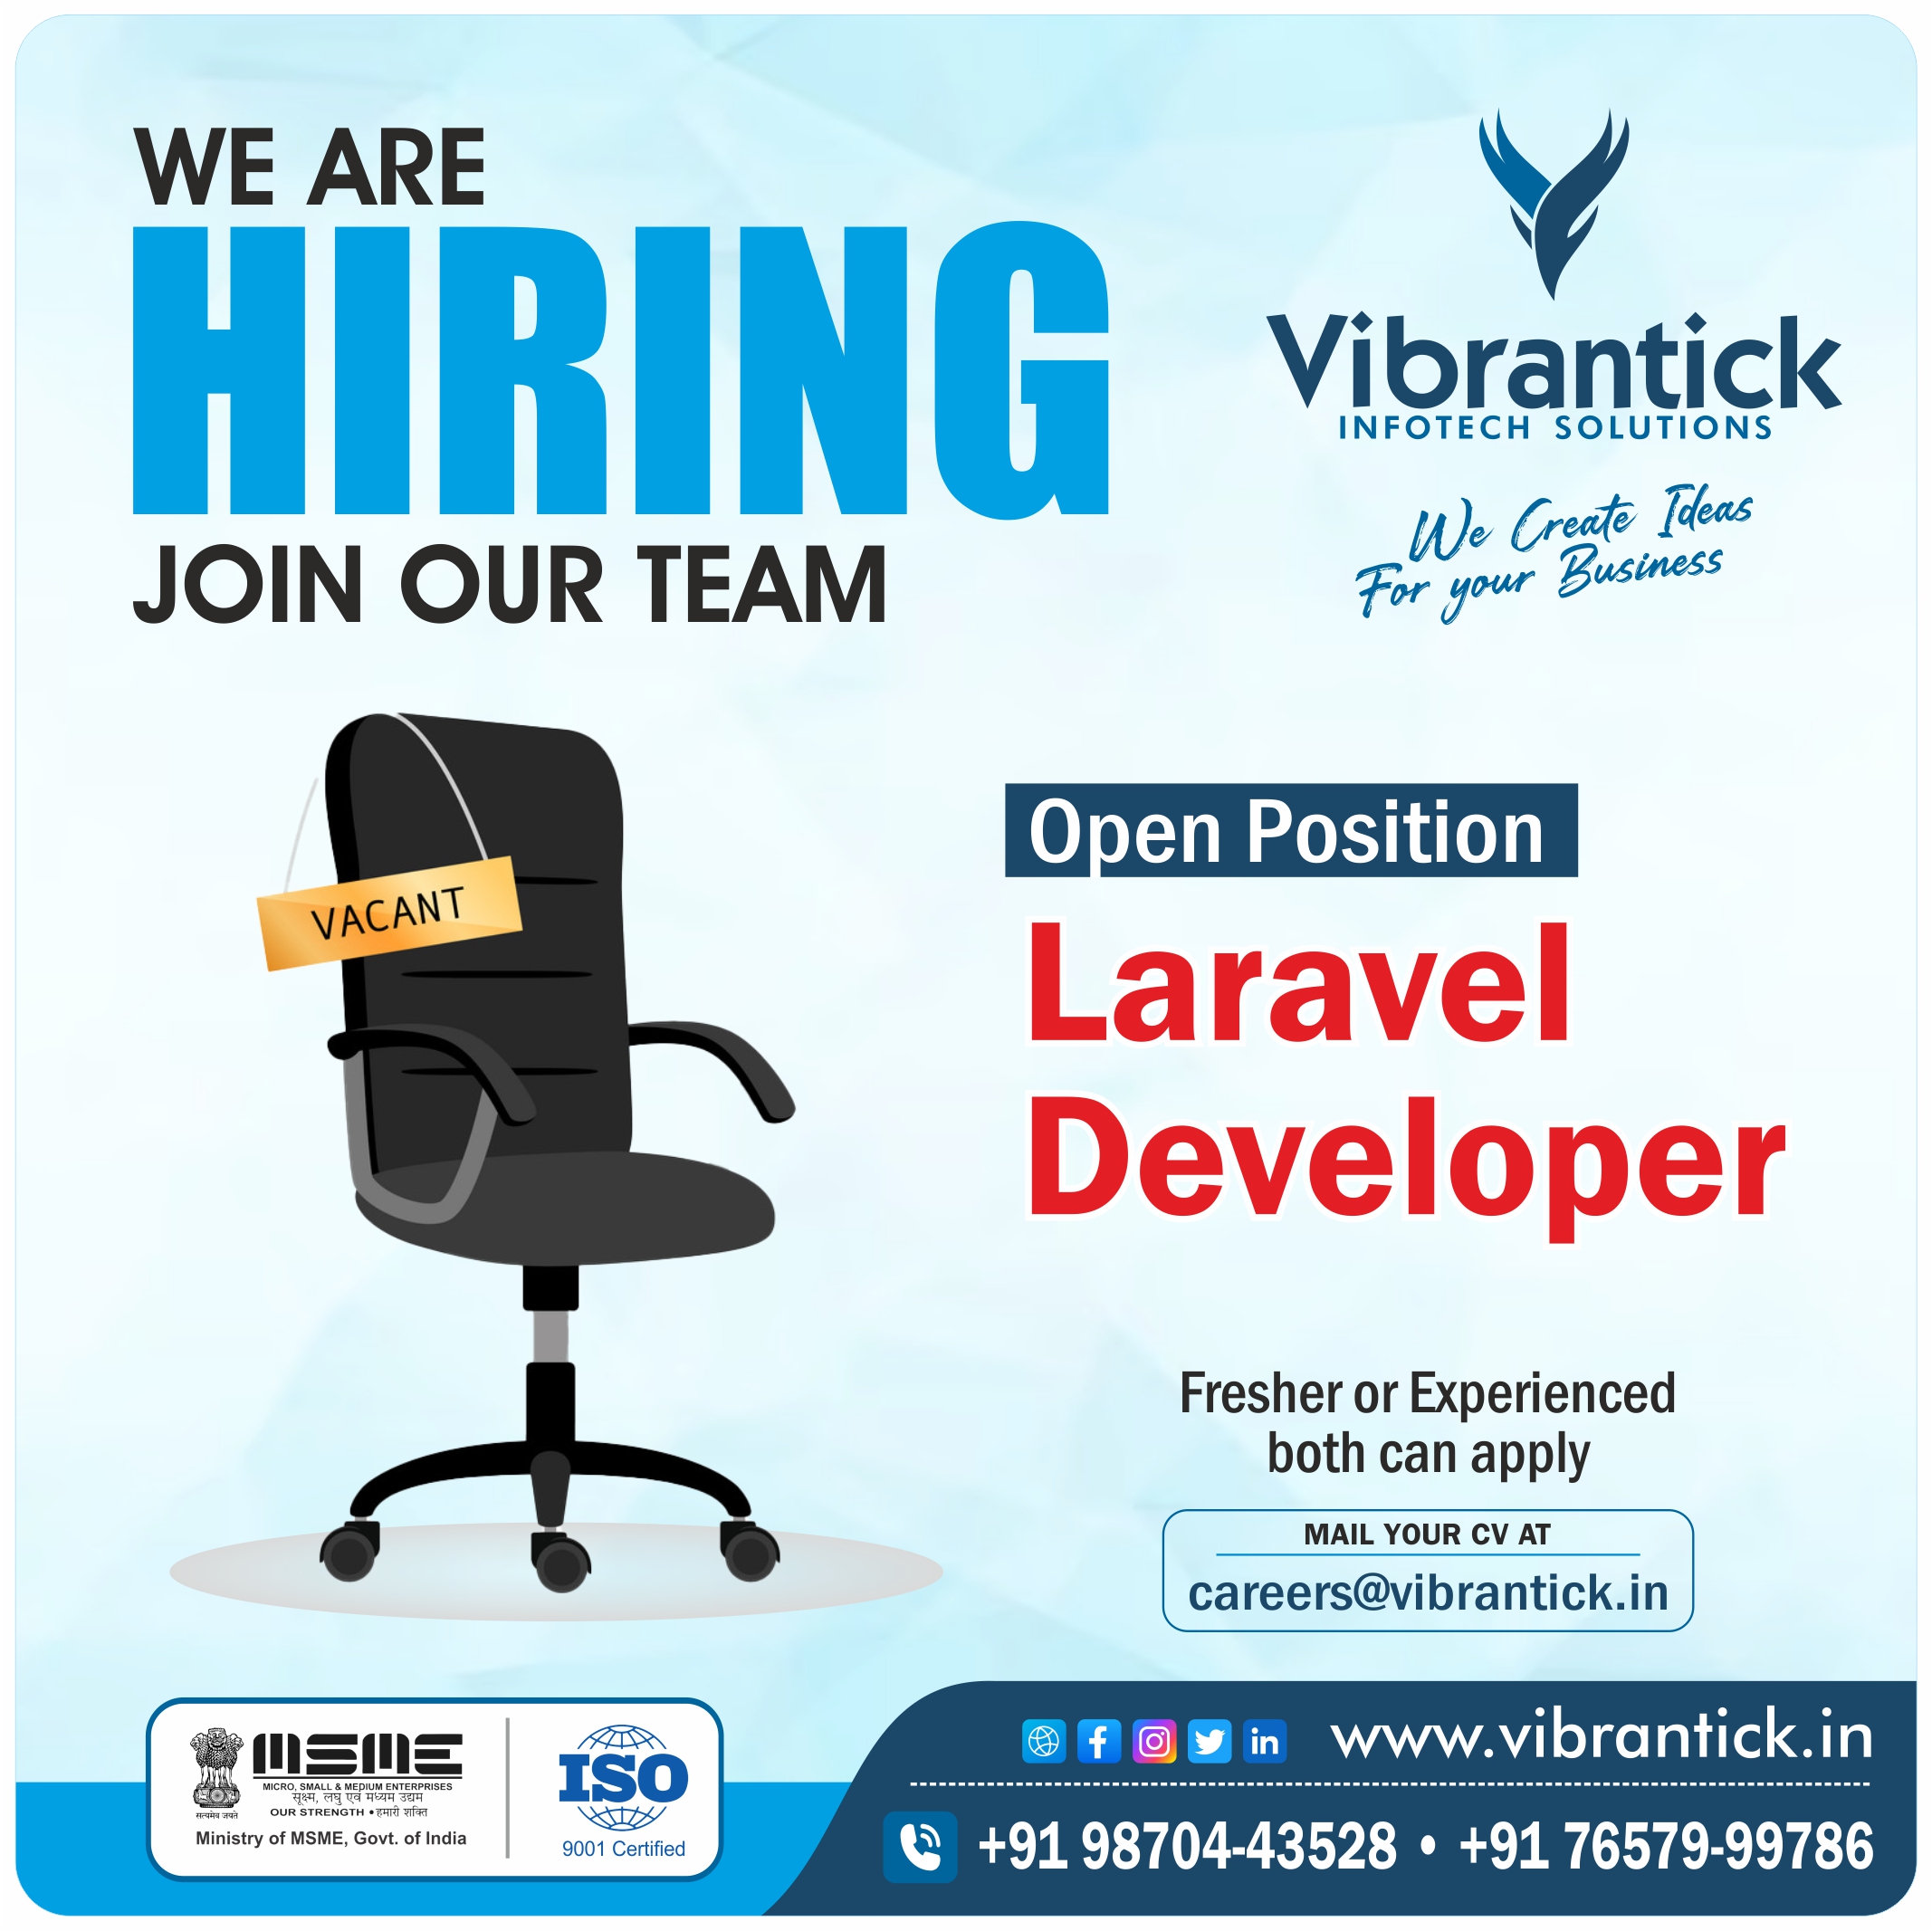 WE ARE
HIRING
JOIN OUR TEAM
Vibrantick
INFOTECH SOLUTIONS
We Create Ideas
For your Business
VACANT
Open Position
Laravel
Developer
Fresher or Experienced
both can apply
MAIL YOUR CV AT
careers@vibrantick.in
सत्यमेव जयते
MSME
MICRO, SMALL & MEDIUM ENTERPRISES
सूक्ष्म, लघु एवं मध्यम उद्यम
OUR STRENGTH • हमारी शक्ति
Ministry of MSME, Govt. of India
ISO
9001 Certified
www.vibrantick.in
+91 98704-43528 • +91 76579-99786